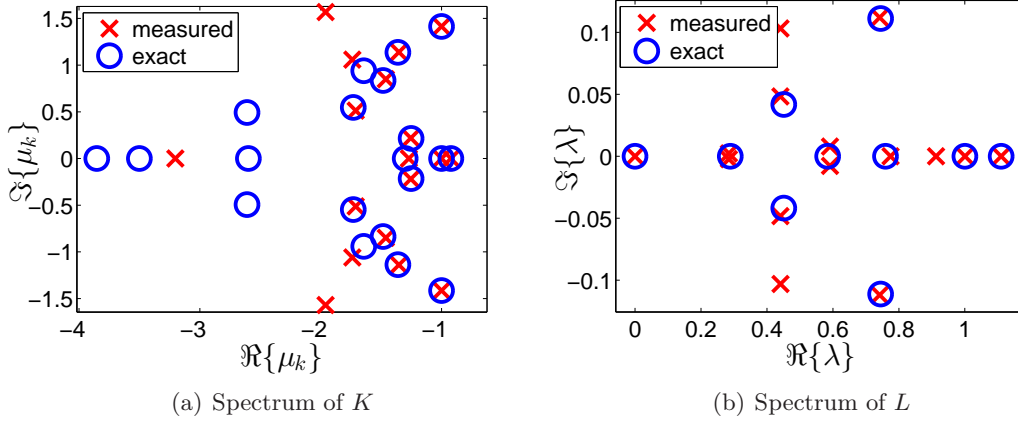 1.5
1
0.5
0
−0.5
−1
−1.5
ℑ{μk}
× measured
○ exact
−4 −3 −2 −1
ℜ{μk}
(a) Spectrum of K
0.1
0.05
0
−0.05
−0.1
ℑ{λ}
× measured
○ exact
0 0.2 0.4 0.6 0.8 1
ℜ{λ}
(b) Spectrum of L